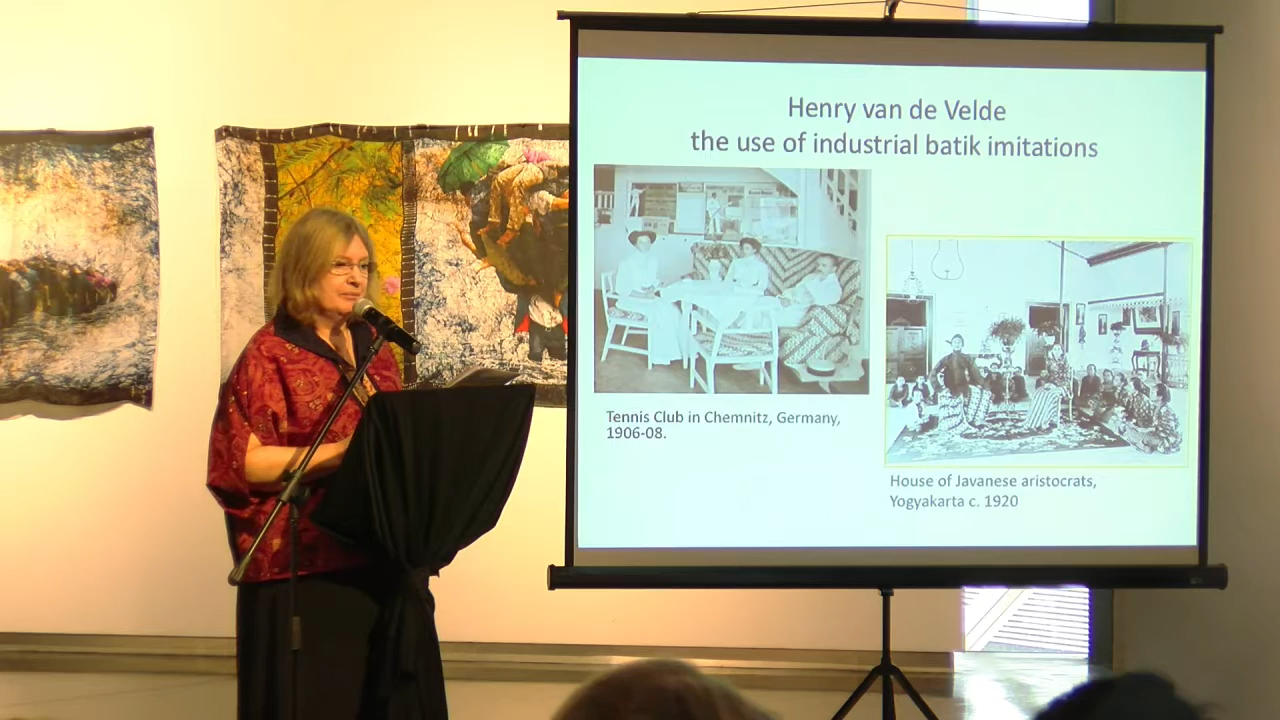 Henry van de Velde
the use of industrial batik imitations
Tennis Club in Chemnitz, Germany,
1906-08.
House of Javanese aristocrats,
Yogyakarta c. 1920